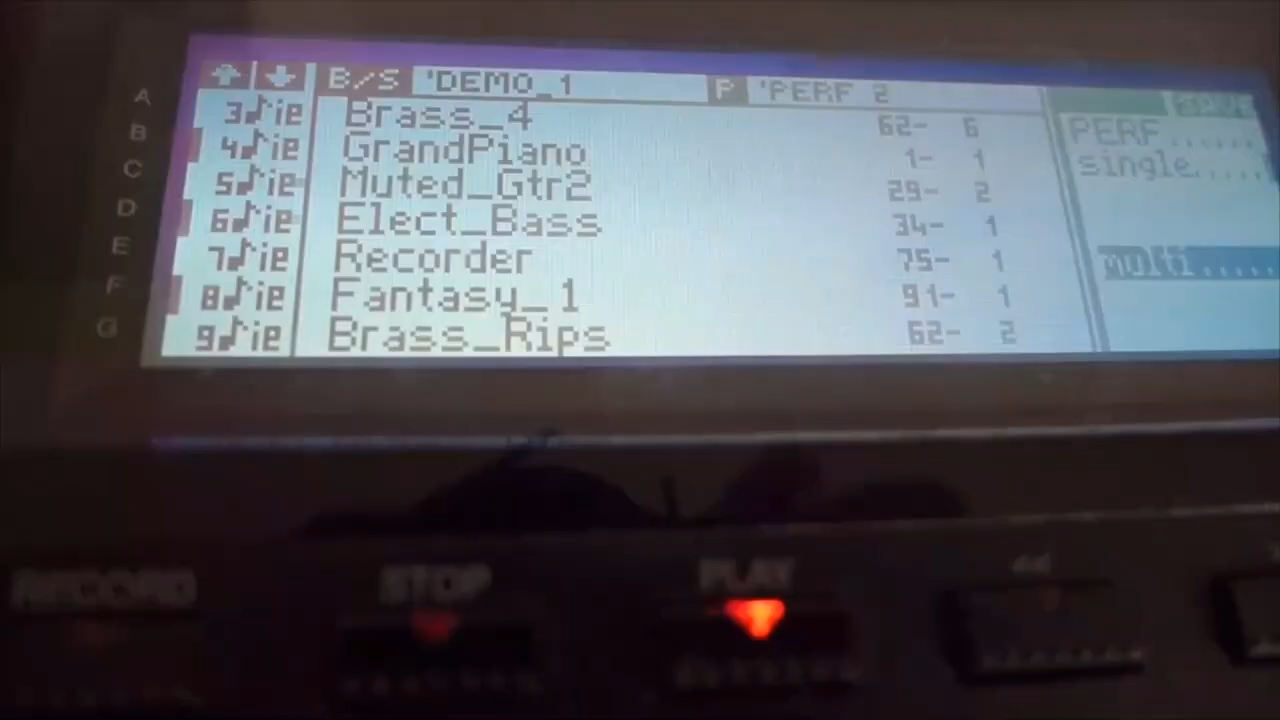 B/S 'DEMO_1 P 'PERF 2
A 3♪ie Brass_4 62- 6 PERF......
B 4♪ie GrandPiano 1- 1 single.....
C 5♪ie Muted_Gtr2 29- 2
D 6♪ie Elect_Bass 34- 1
E 7♪ie Recorder 75- 1 multi.....
F 8♪ie Fantasy_1 91- 1
G 9♪ie Brass_Rips 62- 2
RECORD STOP PLAY